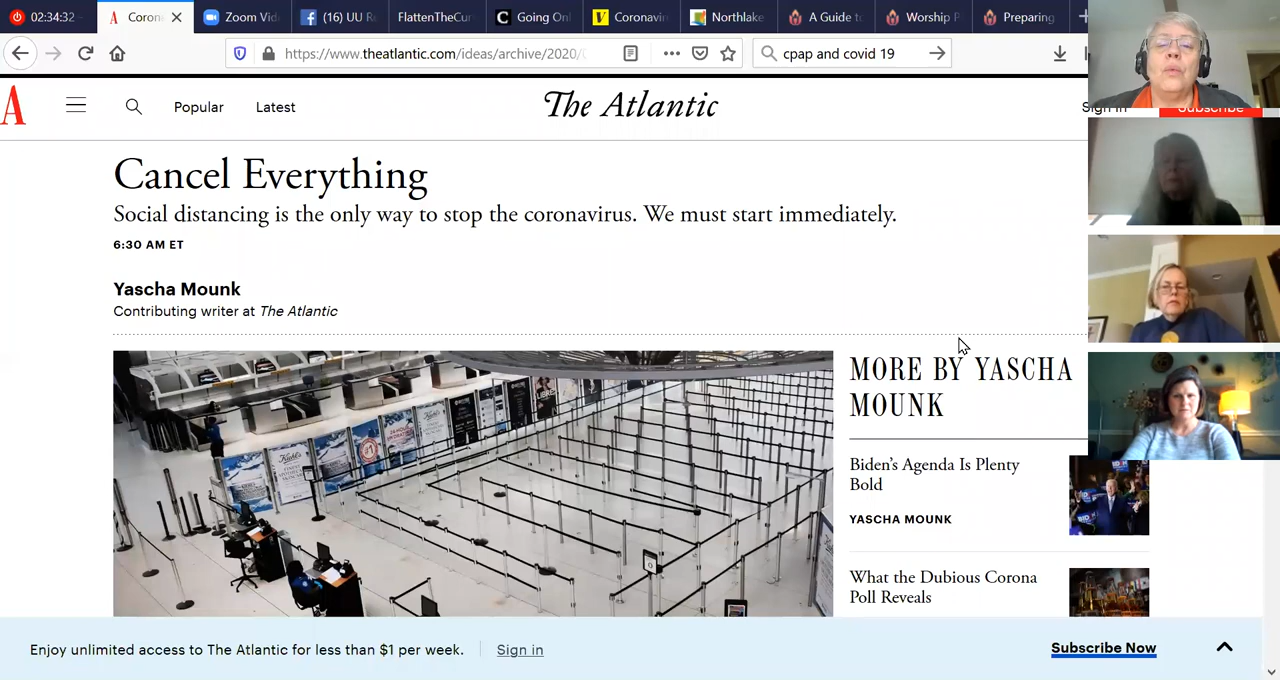 02:34:32
Coron
Zoom Vid
(16) UU R
FlattenTheCur
Going Onl
Coronavir
Northlake
A Guide to
Worship P
Preparing
https://www.theatlantic.com/ideas/archive/2020/
cpap and covid 19
A
Popular
Latest
The Atlantic
Sign In
Subscribe
Cancel Everything
Social distancing is the only way to stop the coronavirus. We must start immediately.
6:30 AM ET
Yascha Mounk
Contributing writer at The Atlantic
MORE BY YASCHA
MOUNK
Biden’s Agenda Is Plenty
Bold
YASCHA MOUNK
What the Dubious Corona
Poll Reveals
Enjoy unlimited access to The Atlantic for less than $1 per week.
Sign in
Subscribe Now